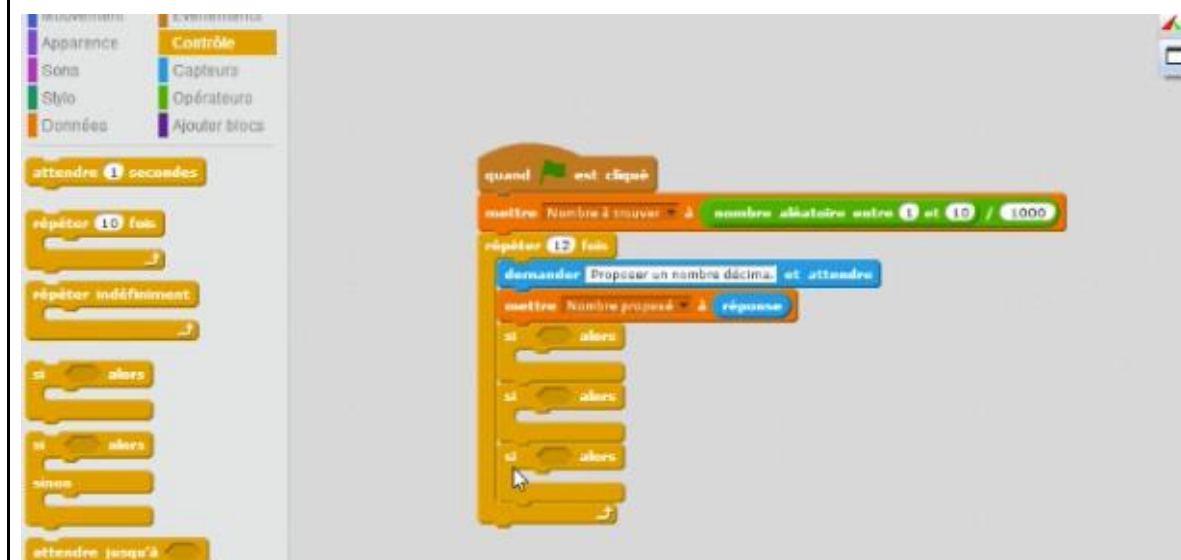 Mouvement Evènements
Apparence Contrôle
Sons Capteurs
Stylo Opérateurs
Données Ajouter blocs
attendre 1 secondes
répéter 10 fois
répéter indéfiniment
si alors
si alors
sinon
attendre jusqu'à
quand est cliqué
mettre Nombre à trouver à nombre aléatoire entre 1 et 10 / 1000
répéter 12 fois
demander Proposer un nombre décima. et attendre
mettre Nombre proposé à réponse
si alors
si alors
si alors